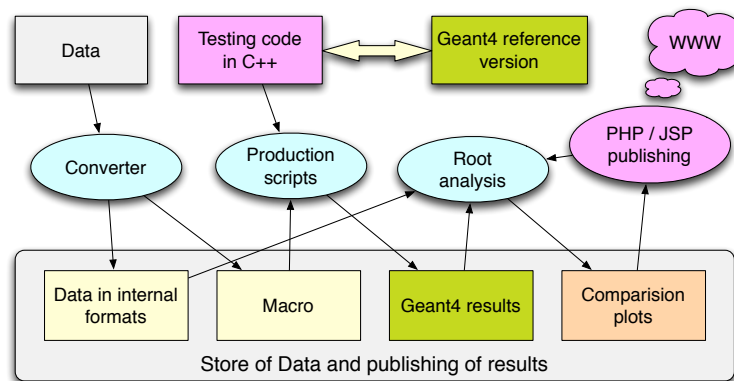 Data
Testing code
in C++
Geant4 reference
version
WWW
Converter
Production
scripts
Root
analysis
PHP / JSP
publishing
Data in internal
formats
Macro
Geant4 results
Comparision
plots
Store of Data and publishing of results